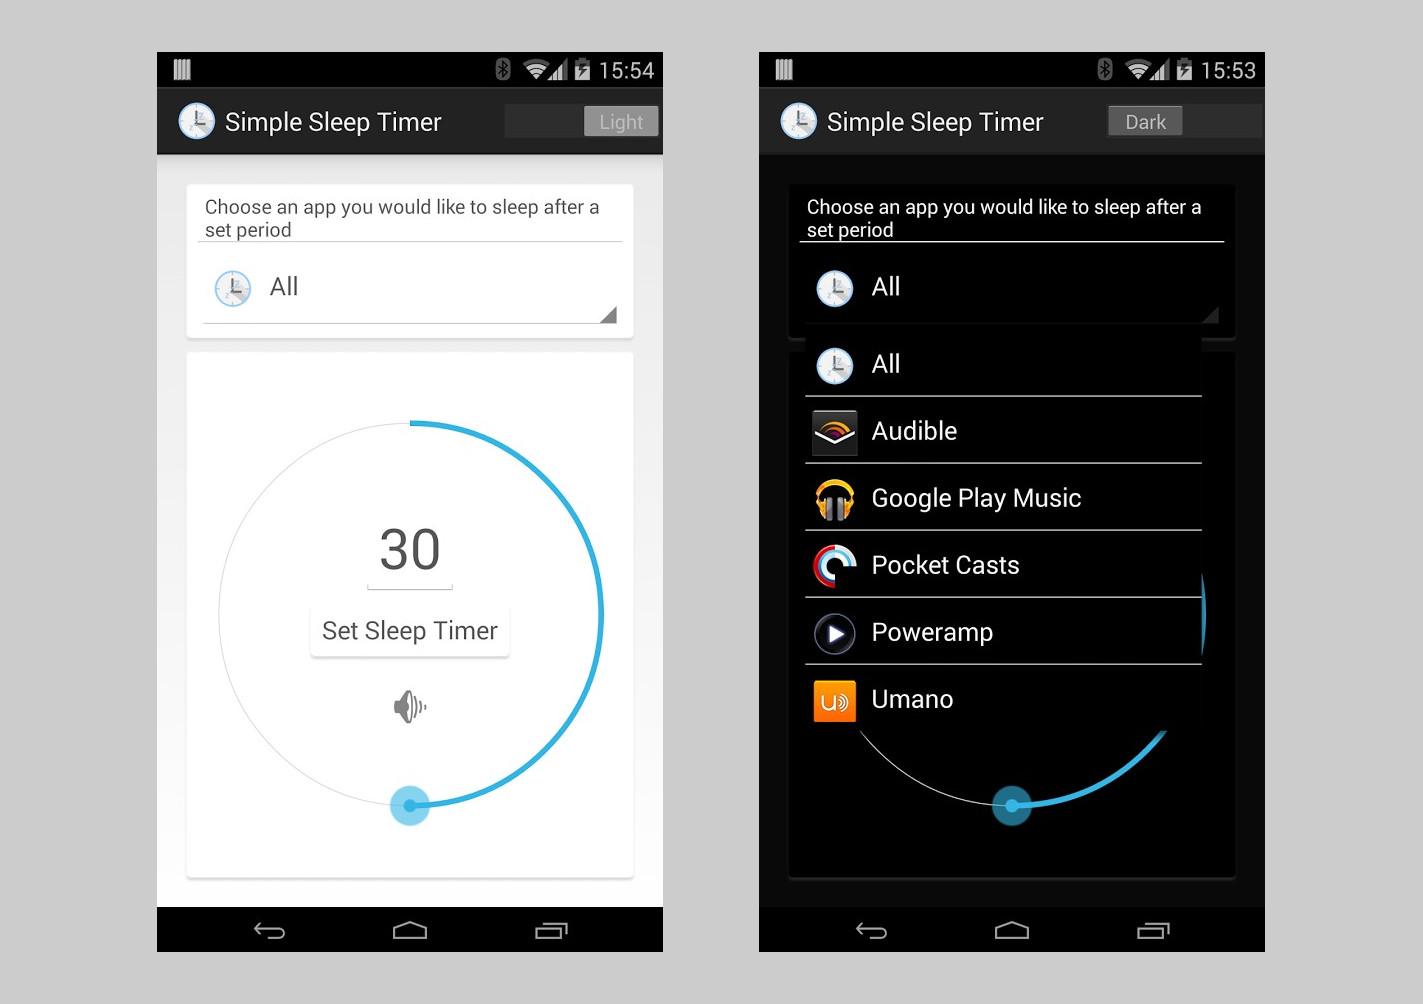 15:54
Simple Sleep Timer
Light
Choose an app you would like to sleep after a
set period
All
30
Set Sleep Timer
15:53
Simple Sleep Timer
Dark
Choose an app you would like to sleep after a
set period
All
All
Audible
Google Play Music
Pocket Casts
Poweramp
Umano